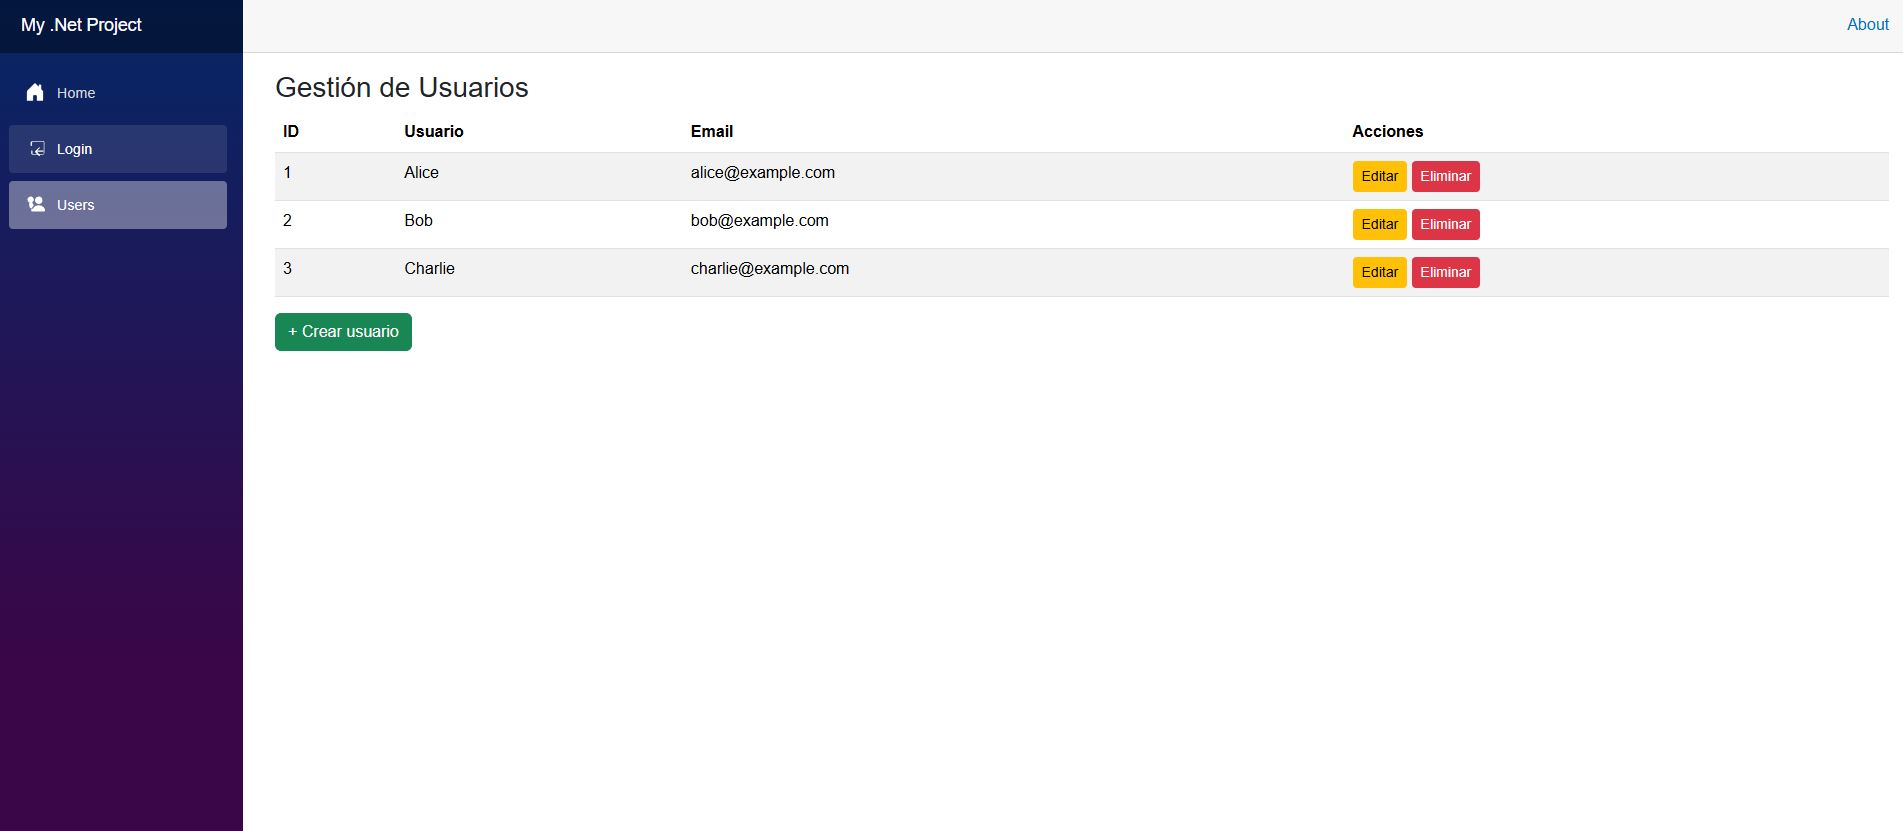 My .Net Project
About
Home
Login
Users
Gestión de Usuarios
ID Usuario Email Acciones
1 Alice alice@example.com Editar Eliminar
2 Bob bob@example.com Editar Eliminar
3 Charlie charlie@example.com Editar Eliminar
+ Crear usuario